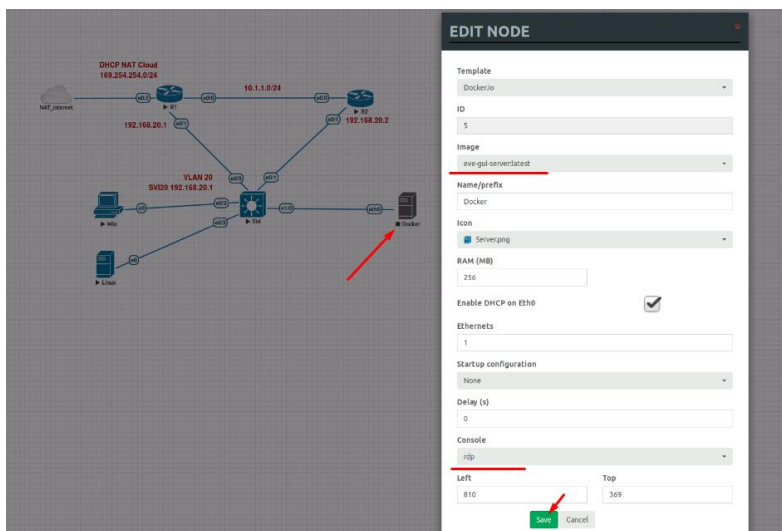 DHCP NAT Cloud
169.254.254.0/24
NAT_Internet
e0/2
R1
e0/0
10.1.1.0/24
e0/0
R2
192.168.20.1
e0/1
e0/1
192.168.20.2
VLAN 20
SVI20 192.168.20.1
e0/0
e0/1
Win
e0
e0/2
SW
e1/0
eth0
Docker
Linux
e0
e0/3
EDIT NODE
Template
Docker.io
ID
5
Image
eve-gui-server:latest
Name/prefix
Docker
Icon
Server.png
RAM (MB)
256
Enable DHCP on Eth0
Ethernets
1
Startup configuration
None
Delay (s)
0
Console
rdp
Left
Top
810
369
Save
Cancel